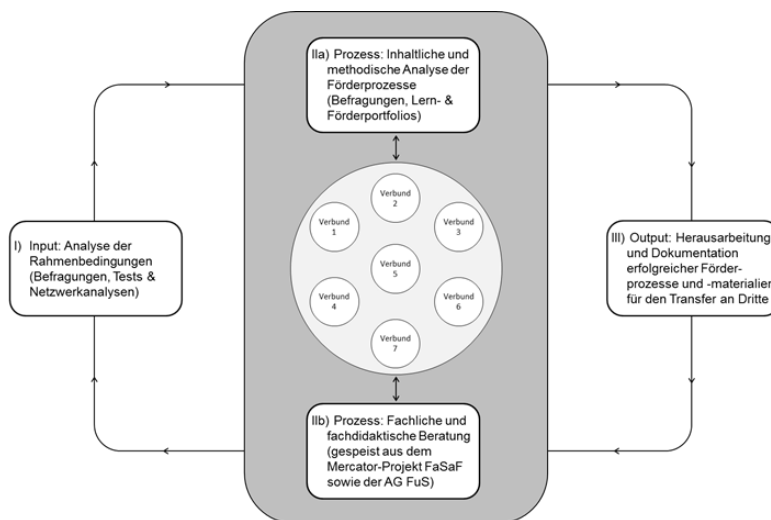 IIa) Prozess: Inhaltliche und
methodische Analyse der
Förderprozesse
(Befragungen, Lern- &
Förderportfolios)
I) Input: Analyse der
Rahmenbedingungen
(Befragungen, Tests &
Netzwerkanalysen)
Verbund
1
Verbund
2
Verbund
3
Verbund
4
Verbund
5
Verbund
6
Verbund
7
III) Output: Herausarbeitung
und Dokumentation
erfolgreicher Förder-
prozesse und -materialien
für den Transfer an Dritte
IIb) Prozess: Fachliche und
fachdidaktische Beratung
(gespeist aus dem
Mercator-Projekt FaSaF
sowie der AG FuS)